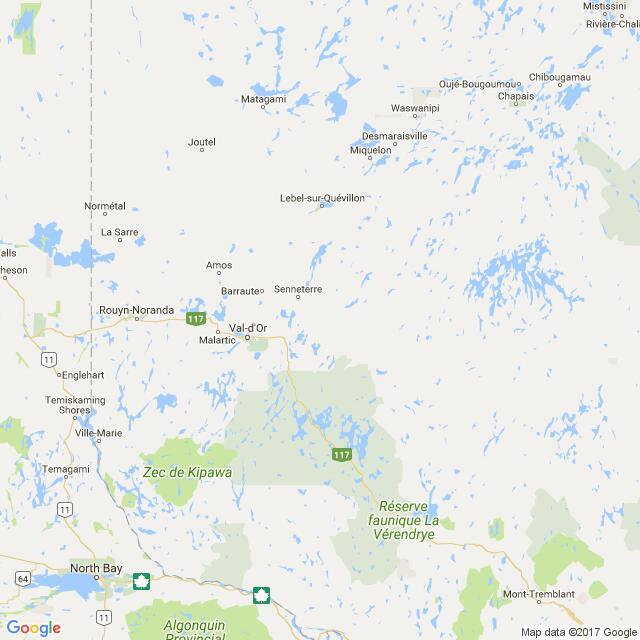 Mistissini
Rivière-Chali
Chibougamau
Oujé-Bougoumou
Chapais
Matagami
Waswanipi
Desmaraisville
Joutel
Miquelon
Lebel-sur-Quévillon
Normétal
La Sarre
alls
heson
Amos
Barraute
Senneterre
Rouyn-Noranda
117
Val-d'Or
Malartic
11
Englehart
Temiskaming
Shores
Ville-Marie
117
Zec de Kipawa
Temagami
Réserve
faunique La
Vérendrye
11
North Bay
64
Mont-Tremblant
11
Algonquin
Provincial
Google
Map data ©2017 Google